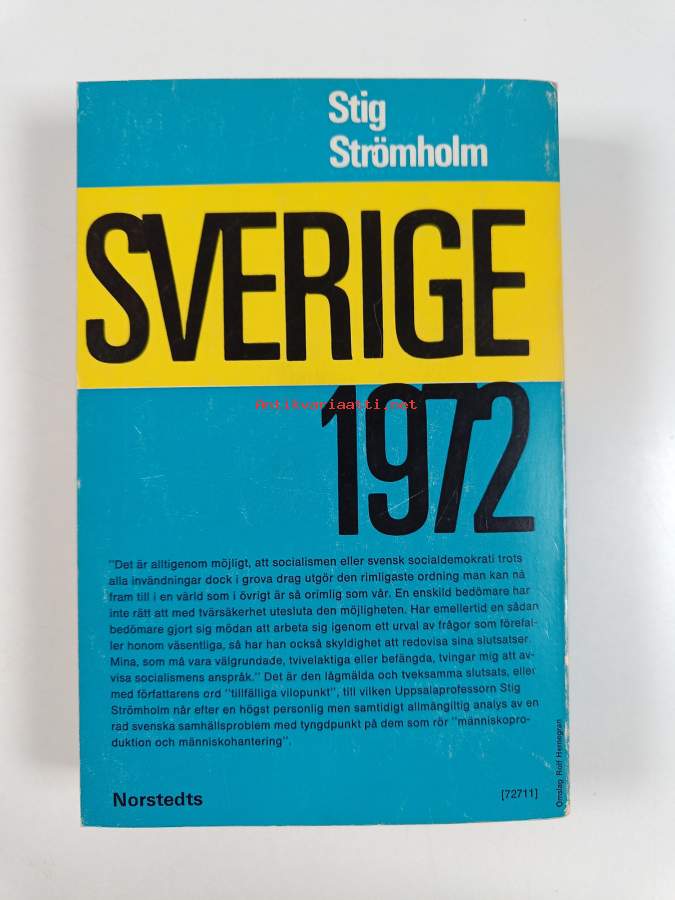 Stig
Strömholm
SVERIGE
Antikvariaatti.net
1972
"Det är alltigenom möjligt, att socialismen eller svensk socialdemokrati trots
alla invändningar dock i grova drag utgör den rimligaste ordning man kan nå
fram till i en värld som i övrigt är så orimlig som vår. En enskild bedömare har
inte rätt att med tvärsäkerhet utesluta den möjligheten. Har emellertid en sådan
bedömare gjort sig mödan att arbeta sig igenom ett urval av frågor som förefal-
ler honom väsentliga, så har han också skyldighet att redovisa sina slutsatser.
Mina, som må vara välgrundade, tvivelaktiga eller befängda, tvingar mig att av-
visa socialismens anspråk." Det är den lågmälda och tveksamma slutsats, eller
med författarens ord "tillfälliga vilopunkt", till vilken Uppsalaprofessorn Stig
Strömholm når efter en högst personlig men samtidigt allmängiltig analys av en
rad svenska samhällsproblem med tyngdpunkt på dem som rör "människopro-
duktion och människohantering".
Norstedts
[72711]
Omslag Rolf Hernegran